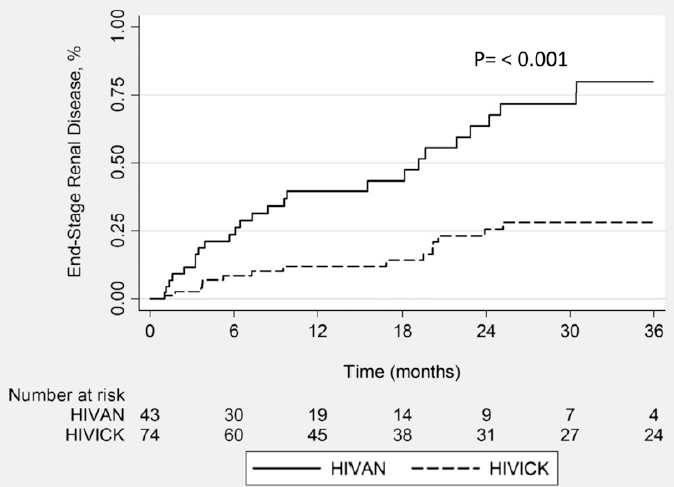 P= < 0.001
End-Stage Renal Disease, %
1.00
0.75
0.50
0.25
0.00
0 6 12 18 24 30 36
Time (months)
Number at risk
HIVAN 43 30 19 14 9 7 4
HIVICK 74 60 45 38 31 27 24
HIVAN HIVICK